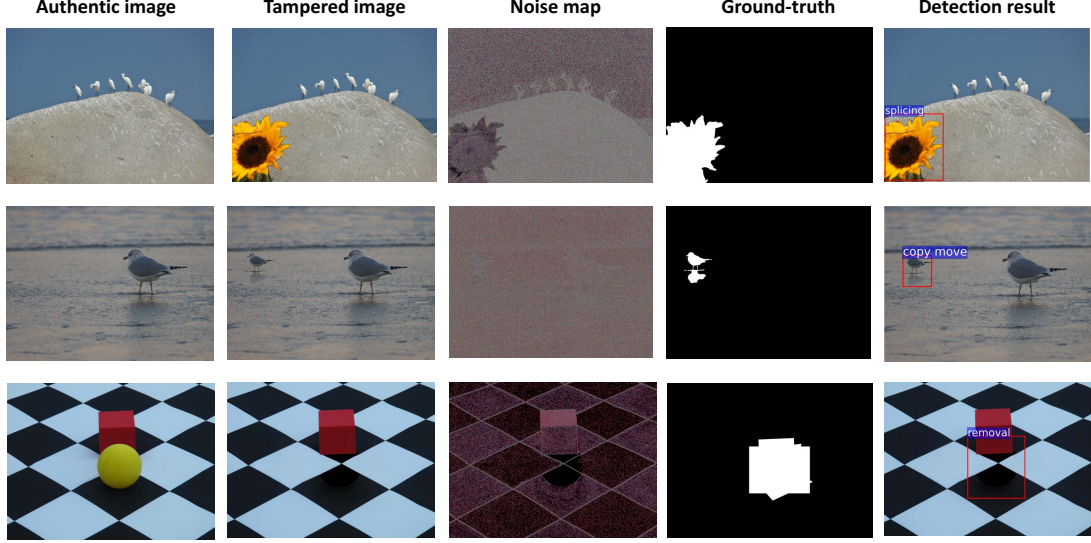 Authentic image
Tampered image
Noise map
Ground-truth
Detection result
splicing
copy move
removal